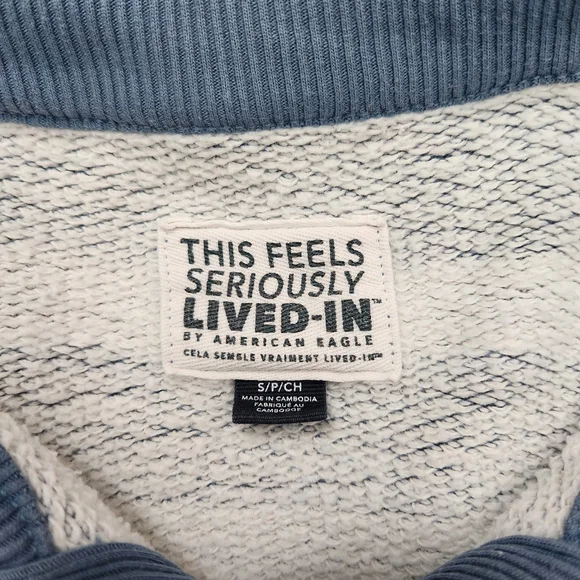 THIS FEELS
SERIOUSLY
LIVED-IN™
BY AMERICAN EAGLE
CELA SEMBLE VRAIMENT LIVED-IN™
S/P/CH
MADE IN CAMBODIA
FABRIQUÉ AU
CAMBODGE